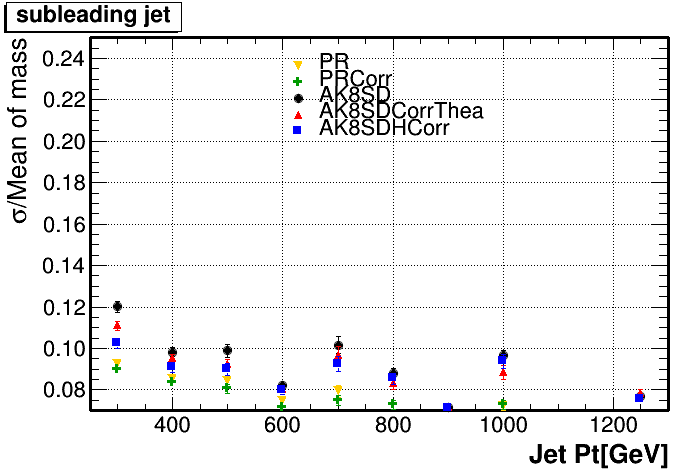 subleading jet
σ/Mean of mass
0.24
0.22
0.20
0.18
0.16
0.14
0.12
0.10
0.08
PR
PRCorr
AK8SD
AK8SDCorrThea
AK8SDHCorr
400 600 800 1000 1200
Jet Pt[GeV]